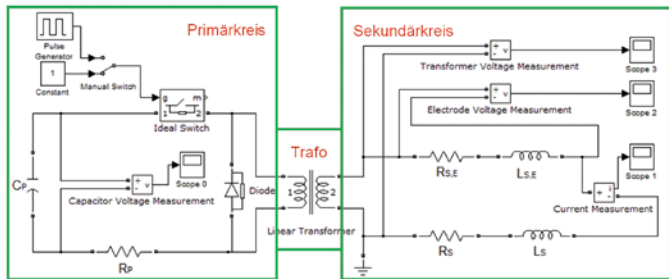 Primärkreis
Pulse
Generator
1
Constant
Manual Switch
g m
1 2
Ideal Switch
CP
+ v
-
Scope 0
Capacitor Voltage Measurement
Diode
RP
Trafo
1 2
Linear Transformer
Sekundärkreis
+ v
-
Scope 3
Transformer Voltage Measurement
+ v
-
Scope 2
Electrode Voltage Measurement
RS,E
LS,E
Scope 1
+ i
-
Current Measurement
RS
LS